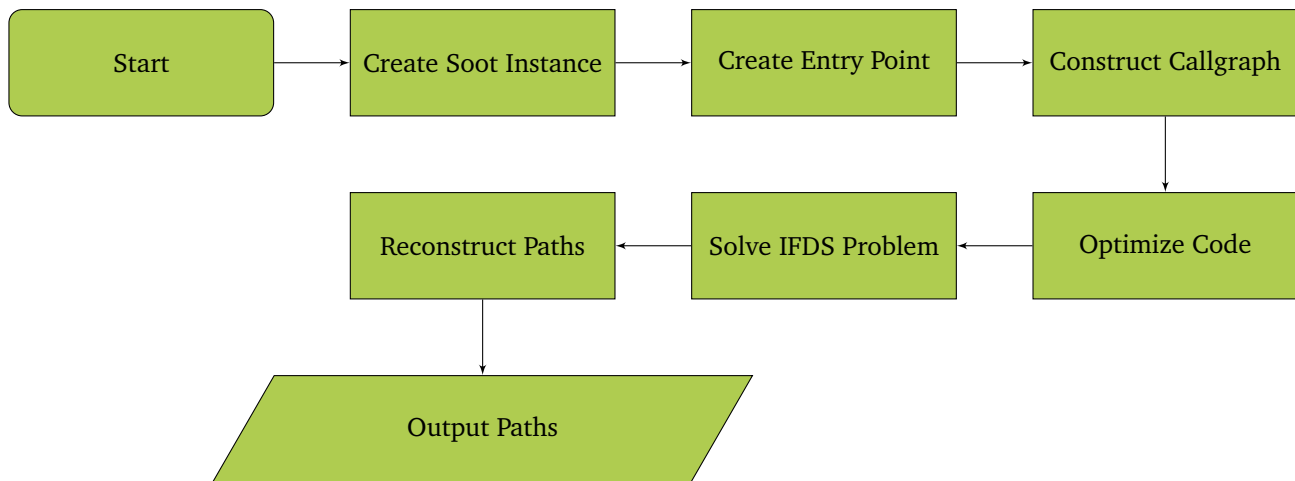 Start
Create Soot Instance
Create Entry Point
Construct Callgraph
Optimize Code
Solve IFDS Problem
Reconstruct Paths
Output Paths